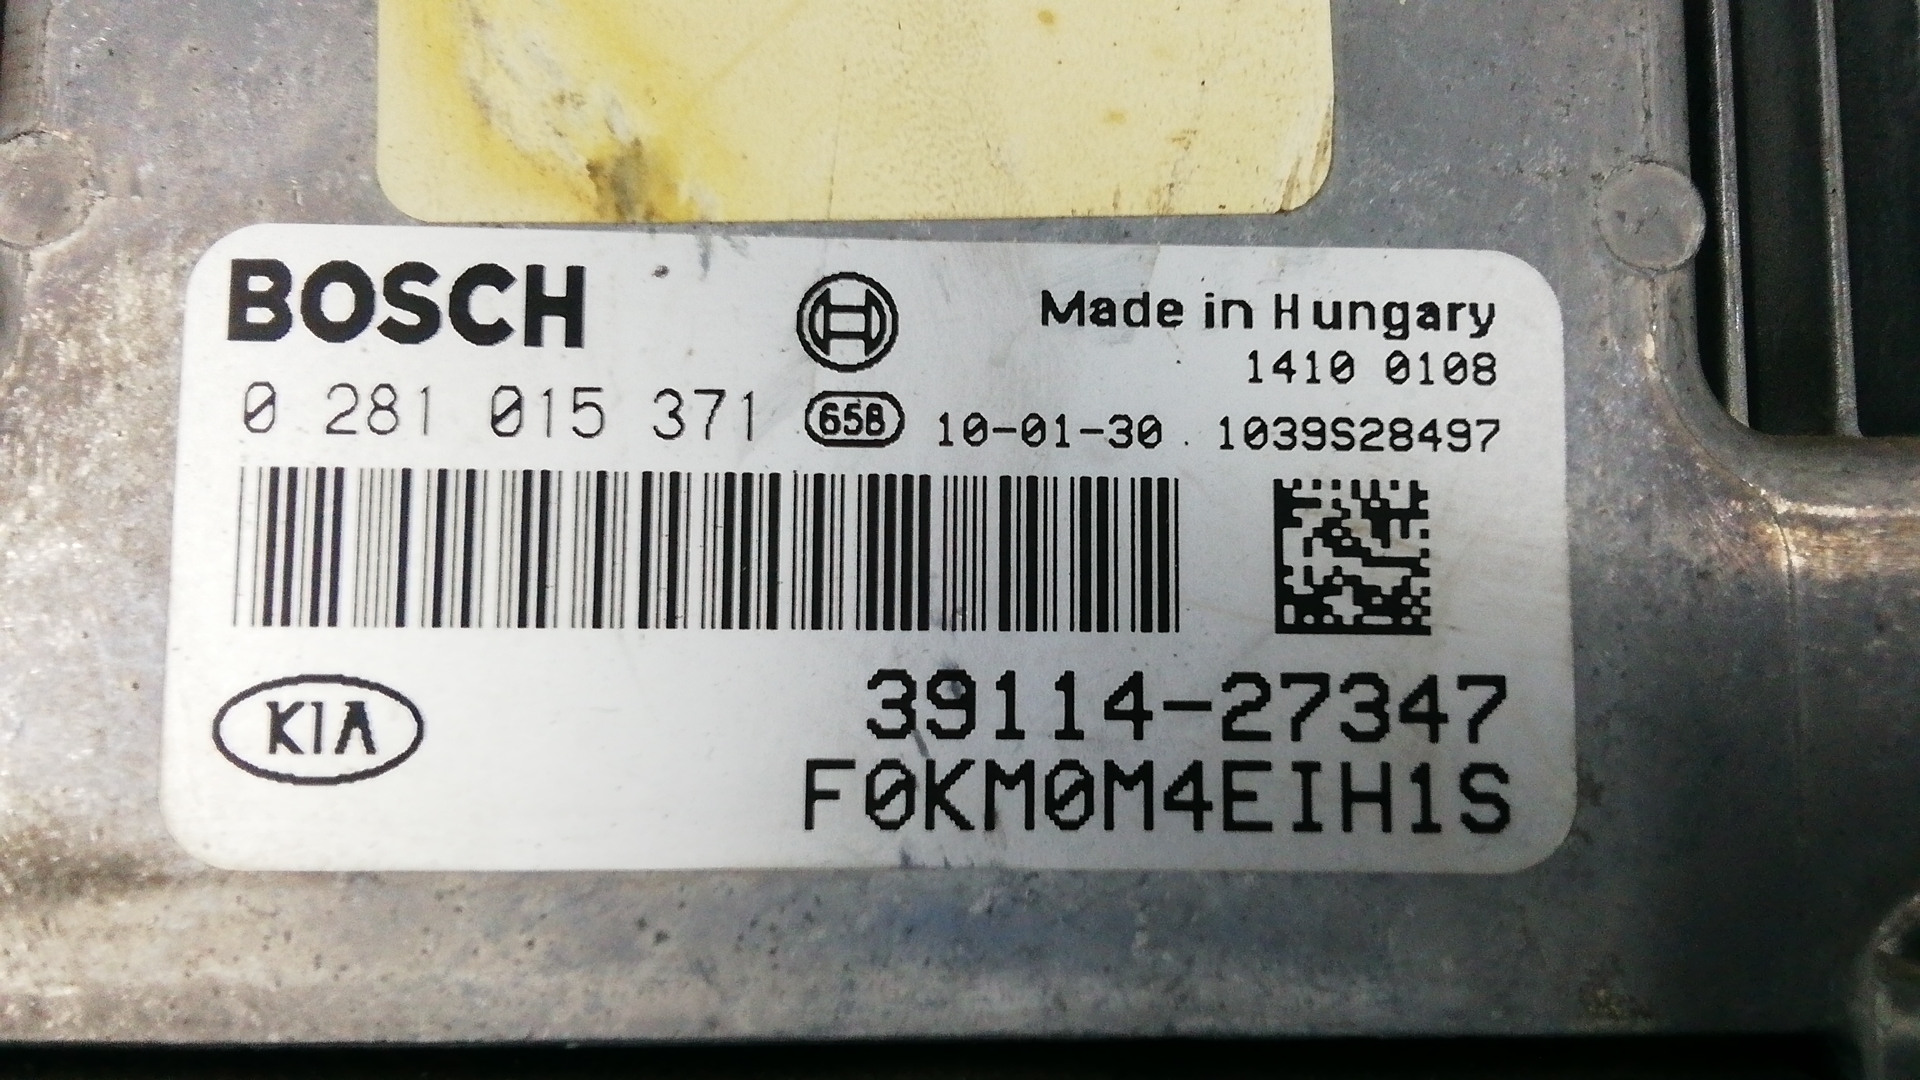 BOSCH
Made in Hungary
1410 0108
0 281 015 371 658 10-01-30 1039S28497
KIA
39114-27347
F0KM0M4EIH1S